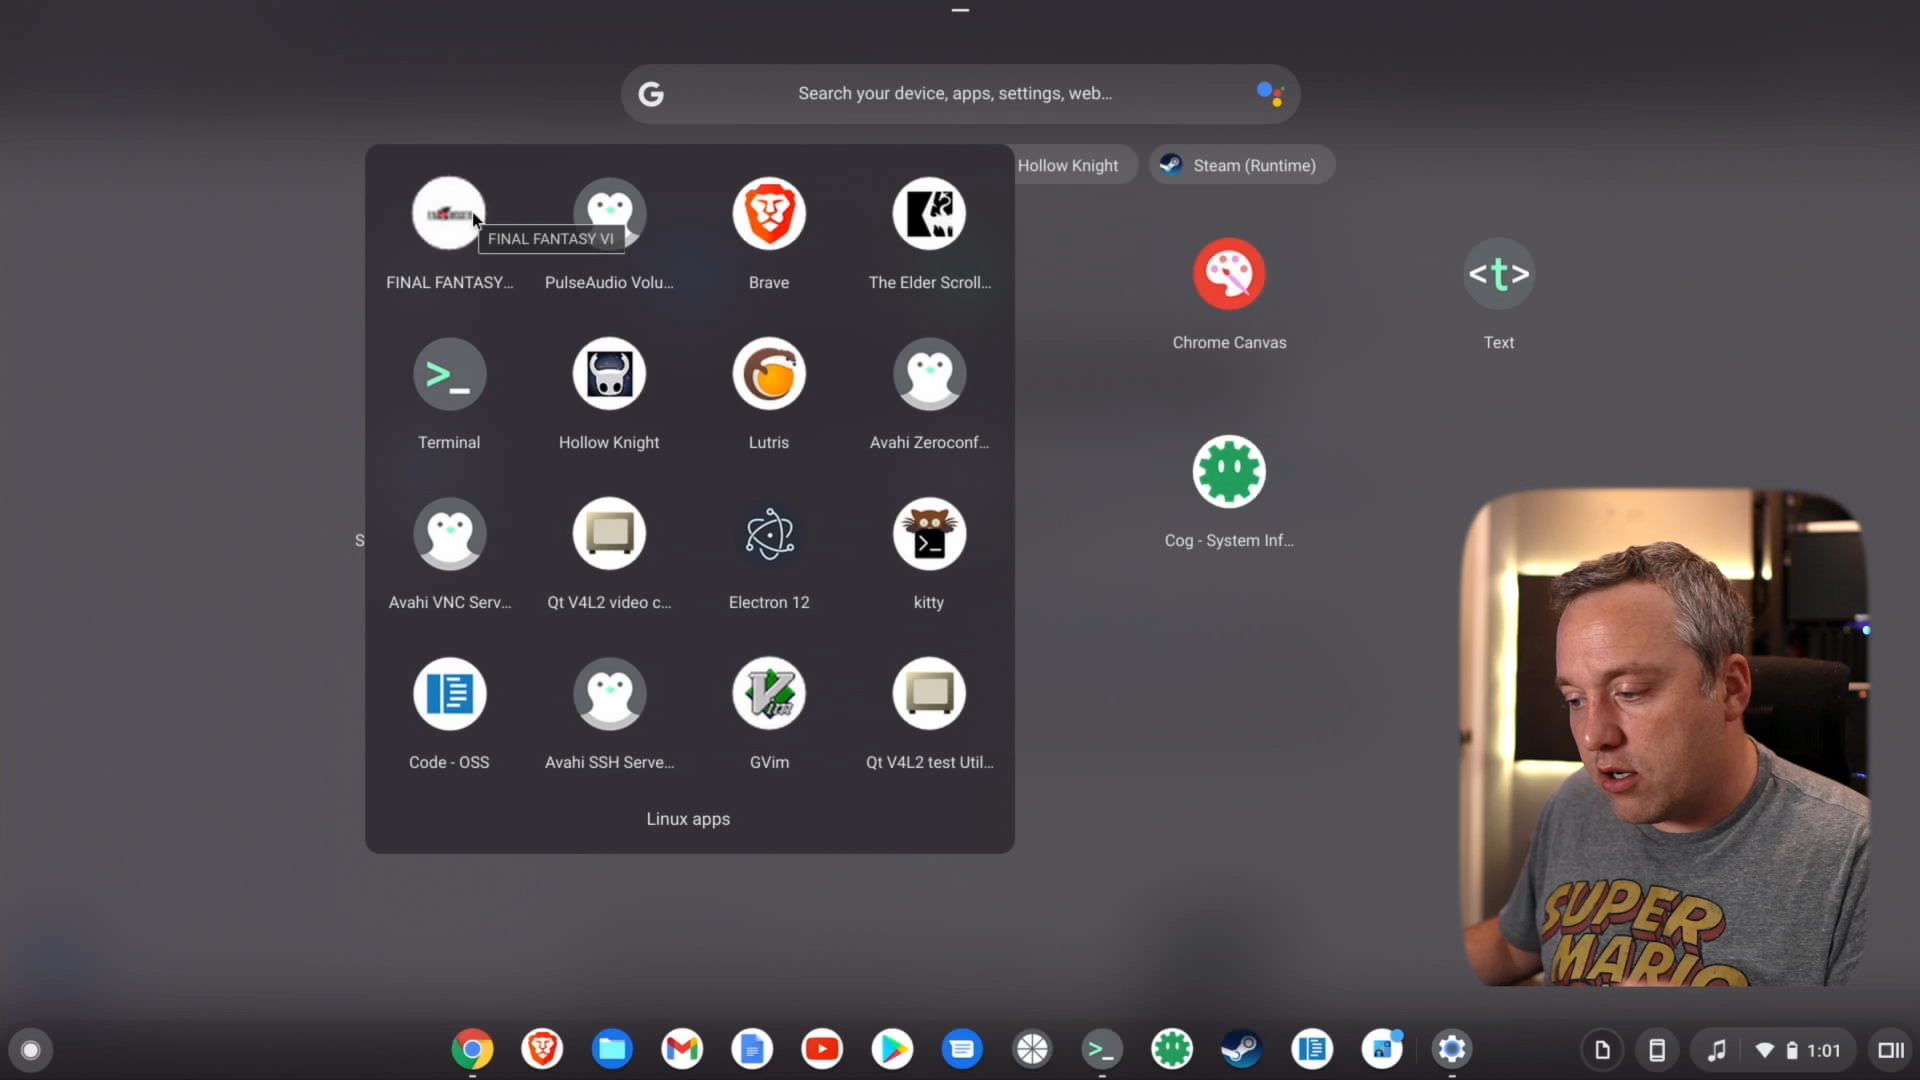 Search your device, apps, settings, web...
Hollow Knight
Steam (Runtime)
FINAL FANTASY VI
FINAL FANTASY...
PulseAudio Volu...
Brave
The Elder Scroll...
Chrome Canvas
<t>
Text
Terminal
Hollow Knight
Lutris
Avahi Zeroconf...
S
Cog - System Inf...
Avahi VNC Serv...
Qt V4L2 video c...
Electron 12
kitty
Code - OSS
Avahi SSH Serve...
GVim
Qt V4L2 test Util...
Linux apps
SUPER
MARIO
1:01